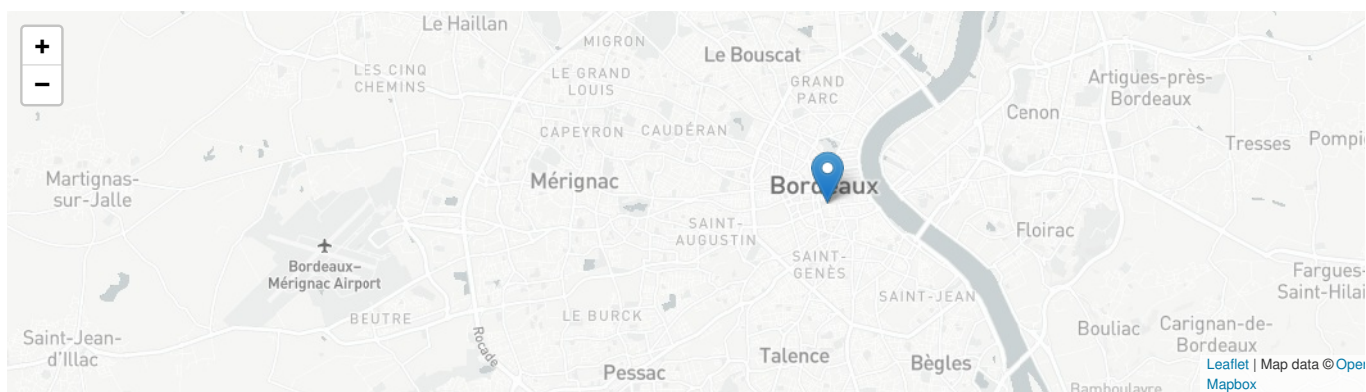 +
−
Le Haillan
MIGRON
Le Bouscat
LES CINQ
CHEMINS
LE GRAND
LOUIS
GRAND
PARC
Artigues-près-
Bordeaux
Cenon
CAPEYRON
CAUDÉRAN
Tresses
Martignas-
sur-Jalle
Mérignac
Bordeaux
SAINT-
AUGUSTIN
Floirac
Bordeaux–
Mérignac Airport
SAINT-
GENÈS
Fargues-
SAINT-JEAN
BEUTRE
LE BURCK
Saint-Jean-
d'Illac
Rocade
Bouliac
Carignan-de-
Bordeaux
Talence
Bègles
Pessac
Leaflet | Map data ©
Mapbox